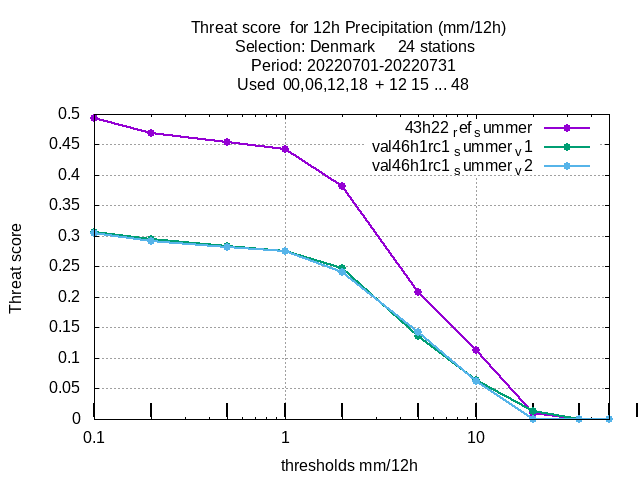 Threat score  for 12h Precipitation (mm/12h)
Selection: Denmark     24 stations
Period: 20220701-20220731
Used  00,06,12,18  + 12 15 ... 48
43h22 ref summer
val46h1rc1 summer v1
val46h1rc1 summer v2
0.5
0.45
0.4
0.35
0.3
0.25
0.2
0.15
0.1
0.05
0
Threat score
0.1 1 10
thresholds mm/12h